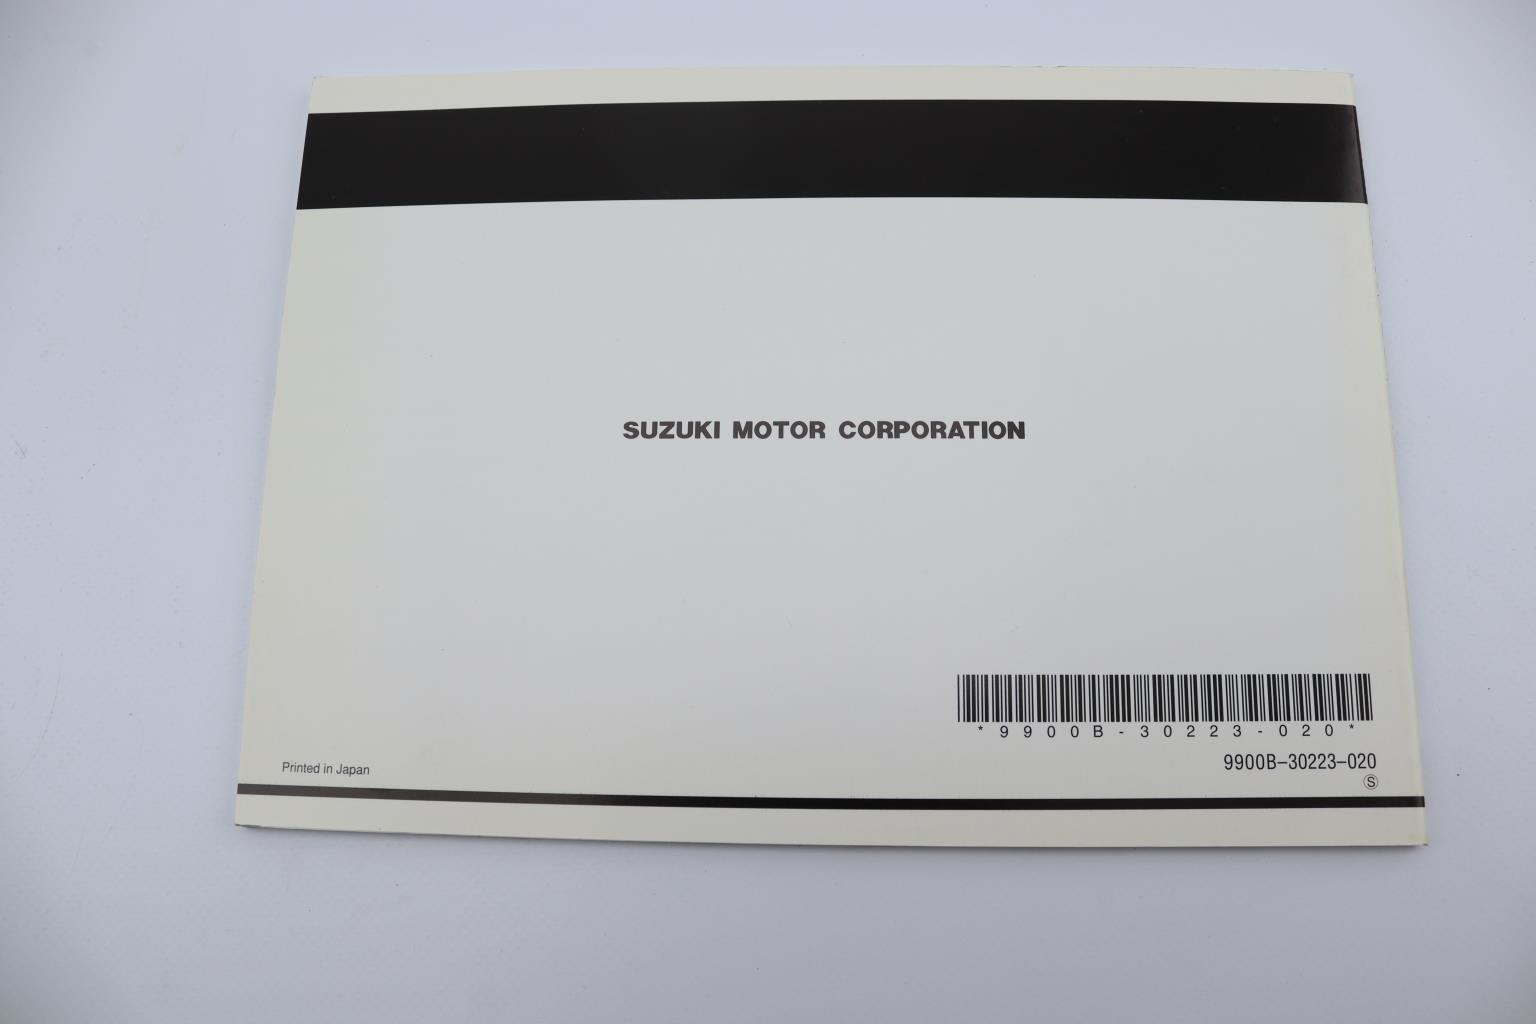 SUZUKI MOTOR CORPORATION
*9900B-30223-020*
9900B-30223-020
Printed in Japan
Ⓢ